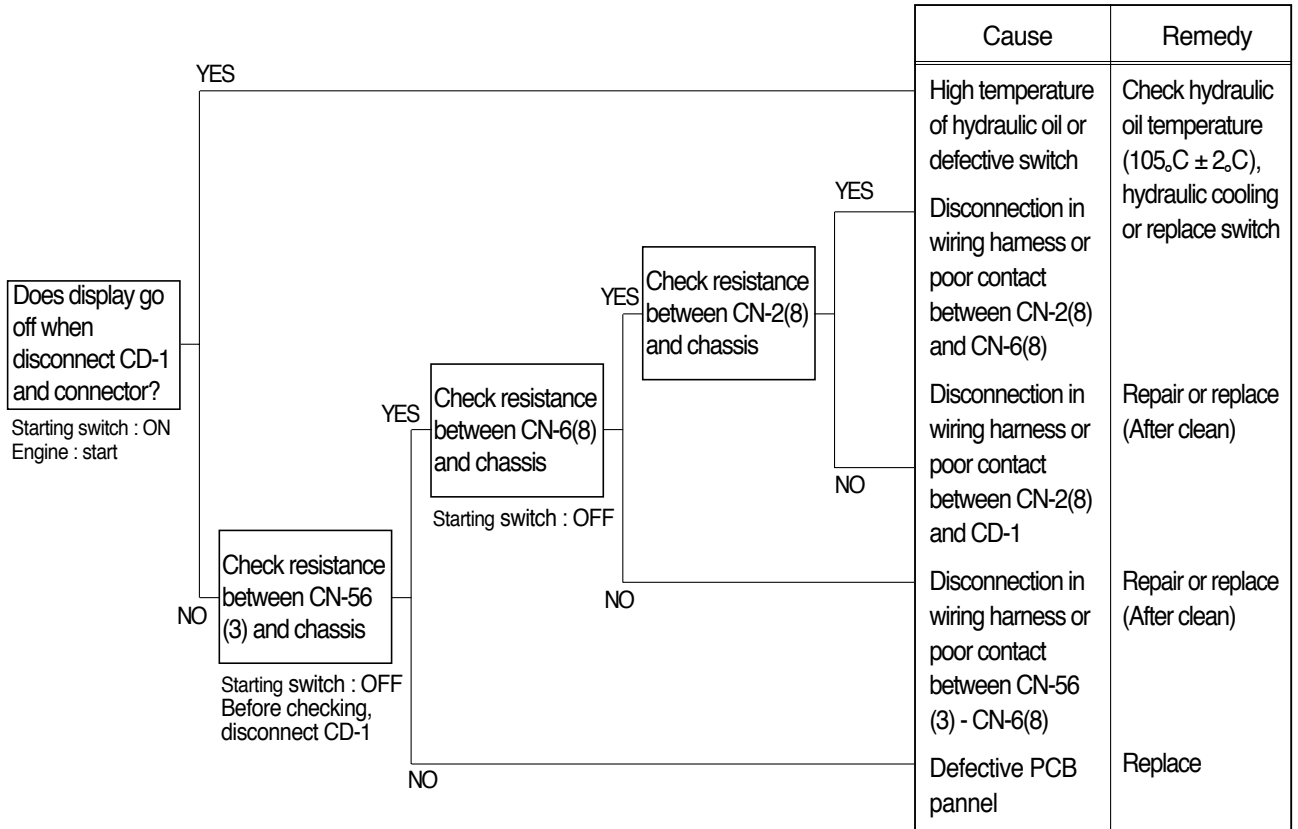 YES
Does display go
off when
disconnect CD-1
and connector?
Starting switch : ON
Engine : start
NO
Check resistance
between CN-56
(3) and chassis
Starting switch : OFF
Before checking,
disconnect CD-1
YES
Check resistance
between CN-6(8)
and chassis
Starting switch : OFF
NO
YES
Check resistance
between CN-2(8)
and chassis
NO
YES
NO
Cause
Remedy
High temperature
of hydraulic oil or
defective switch
Check hydraulic
oil temperature
(105°C ± 2°C),
hydraulic cooling
or replace switch
Disconnection in
wiring harness or
poor contact
between CN-2(8)
and CN-6(8)
Disconnection in
wiring harness or
poor contact
between CN-2(8)
and CD-1
Repair or replace
(After clean)
Disconnection in
wiring harness or
poor contact
between CN-56
(3) - CN-6(8)
Repair or replace
(After clean)
Defective PCB
pannel
Replace